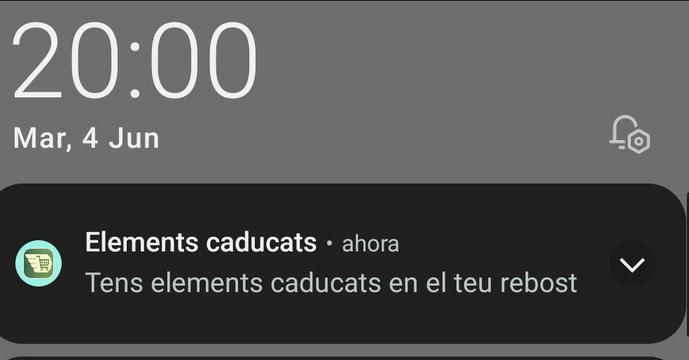 20:00
Mar, 4 Jun
Elements caducats • ahora
Tens elements caducats en el teu rebost